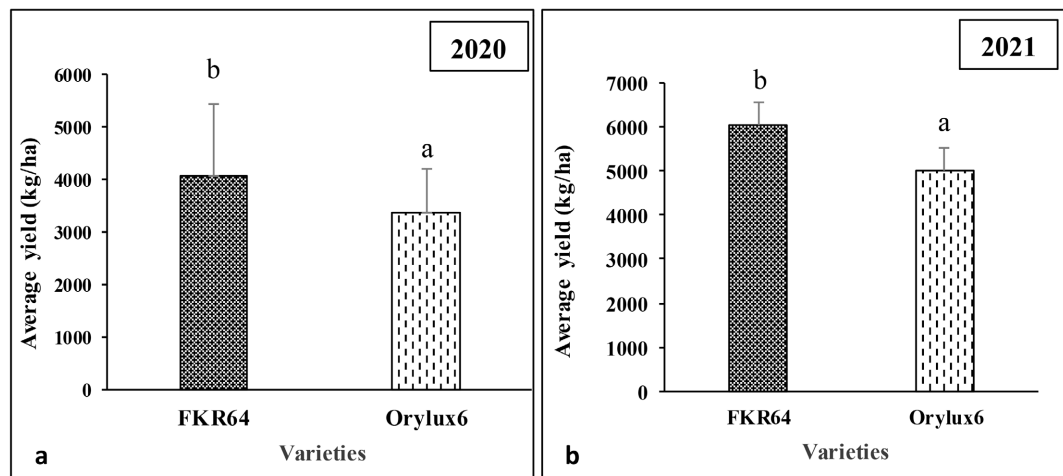 2020
Average yield (kg/ha)
6000
5000
4000
3000
2000
1000
0
b
a
FKR64 Orylux6
Varieties
a
2021
Average yield (kg/ha)
7000
6000
5000
4000
3000
2000
1000
0
b
a
FKR64 Orylux6
Varieties
b